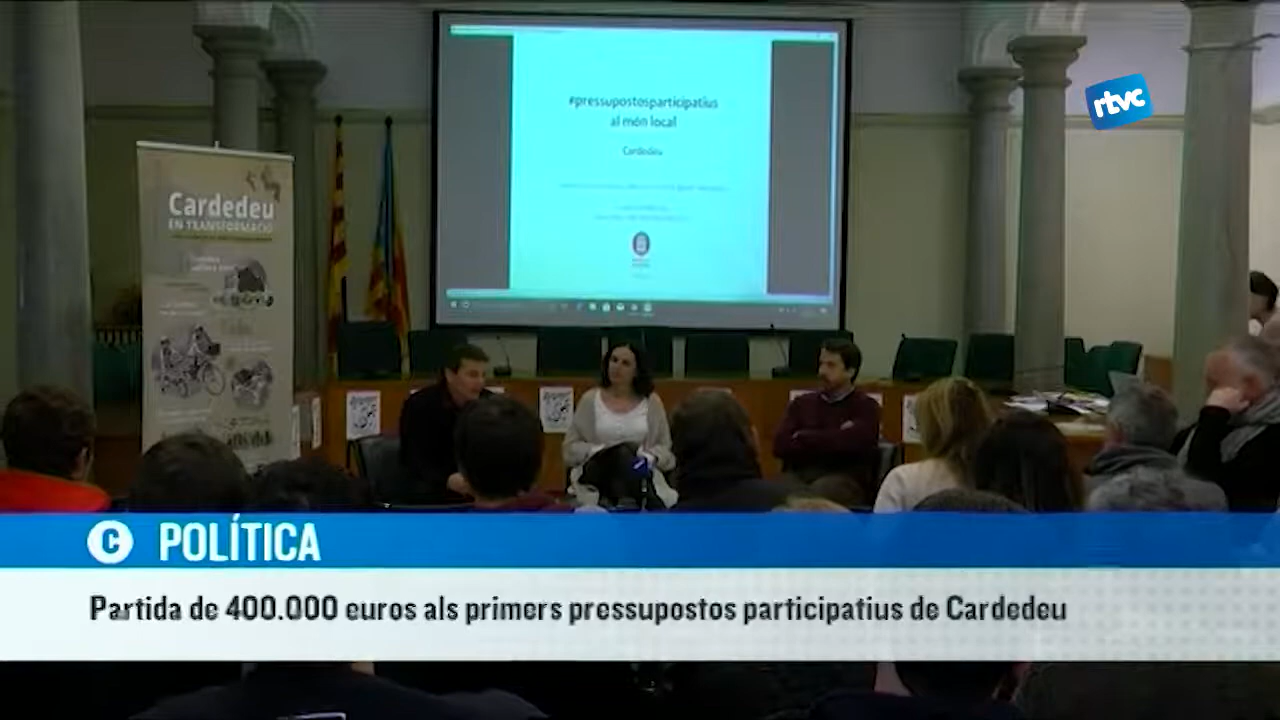 #pressupostosparticipatius
al món local
Cardedeu
rtvc
Cardedeu
EN TRANSFORMACIÓ
C POLÍTICA
Partida de 400.000 euros als primers pressupostos participatius de Cardedeu